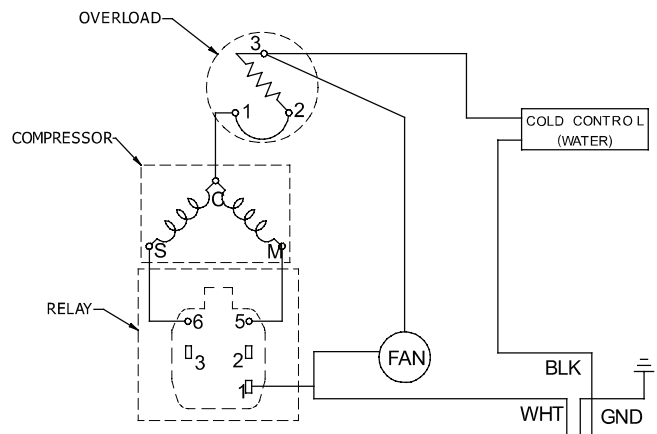 OVERLOAD
3
1
2
COLD CONTROL
(WATER)
COMPRESSOR
C
S
M
RELAY
6
5
3
2
1
FAN
BLK
WHT
GND